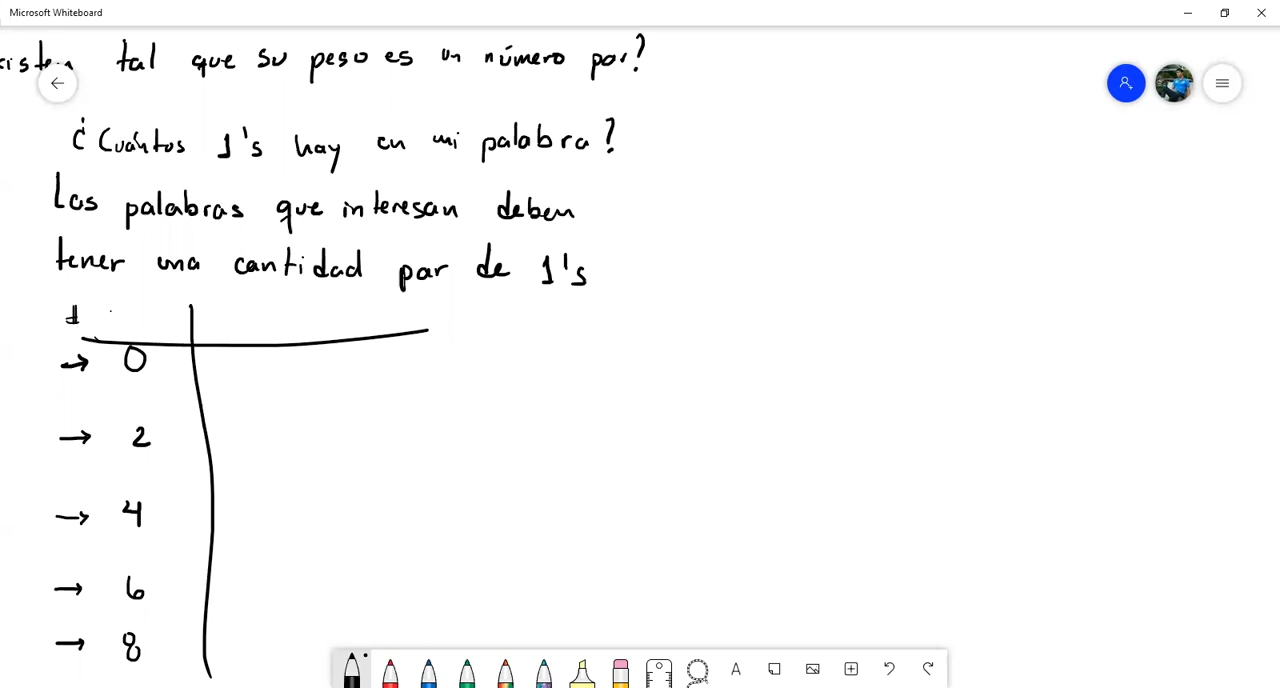 Microsoft Whiteboard
tal que su peso es un número par?
¿Cuántos 1's hay en mi palabra?
Las palabras que interesan deben
tener una cantidad par de 1's
→ 0
→ 2
→ 4
→ 6
→ 8
A